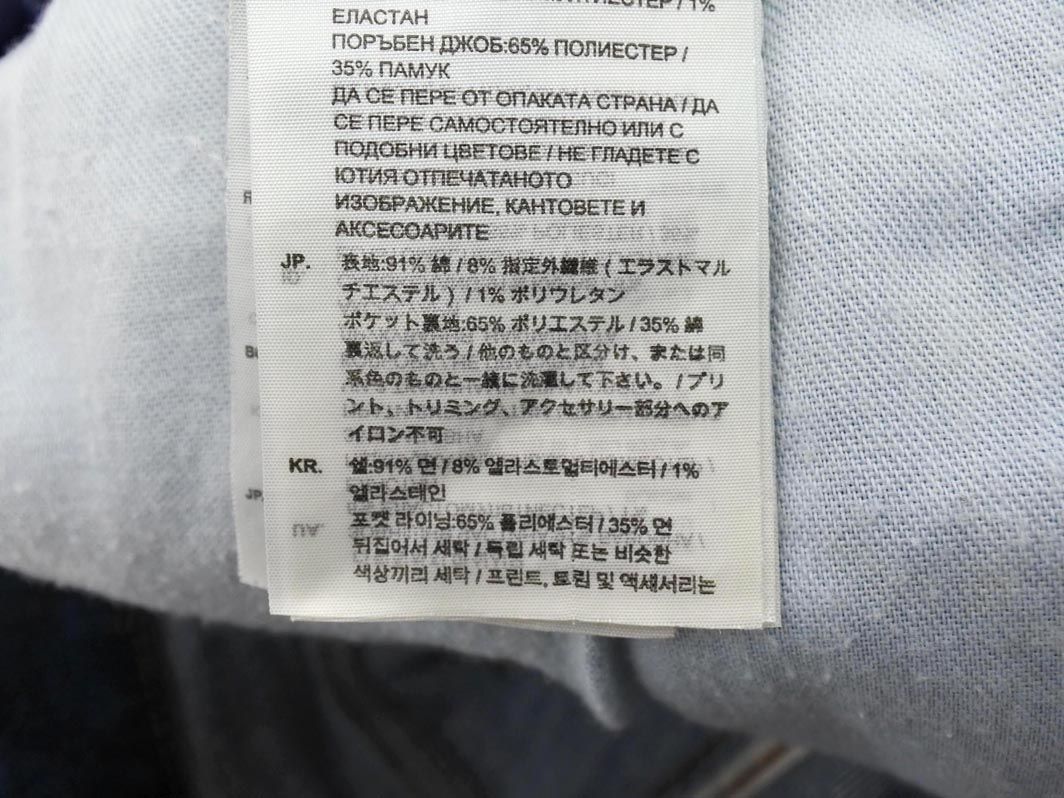 / 1%
ЕЛАСТАН
ПОРЪБЕН ДЖОБ:65% ПОЛИЕСТЕР /
35% ПАМУК
ДА СЕ ПЕРЕ ОТ ОПАКАТА СТРАНА / ДА
СЕ ПЕРЕ САМОСТОЯТЕЛНО ИЛИ С
ПОДОБНИ ЦВЕТОВЕ / НЕ ГЛАДЕТЕ С
ЮТИЯ ОТПЕЧАТАНОТО
ИЗОБРАЖЕНИЕ, КАНТОВЕТЕ И
АКСЕСОАРИТЕ
JP. 表地:91% 綿 / 8% 指定外繊維 ( エラストマル
チエステル ) / 1% ポリウレタン
ポケット裏地:65% ポリエステル / 35% 綿
裏返して洗う / 他のものと区分け、または同
系色のものと一緒に洗濯して下さい。 / プリ
ント、トリミング、アクセサリー部分へのア
イロン不可
KR. 쉘:91% 면 / 8% 엘라스토멀티에스터 / 1%
엘라스테인
포켓 라이닝:65% 폴리에스터 / 35% 면
뒤집어서 세탁 / 독립 세탁 또는 비슷한
색상끼리 세탁 / 프린트, 트림 및 액세서리는